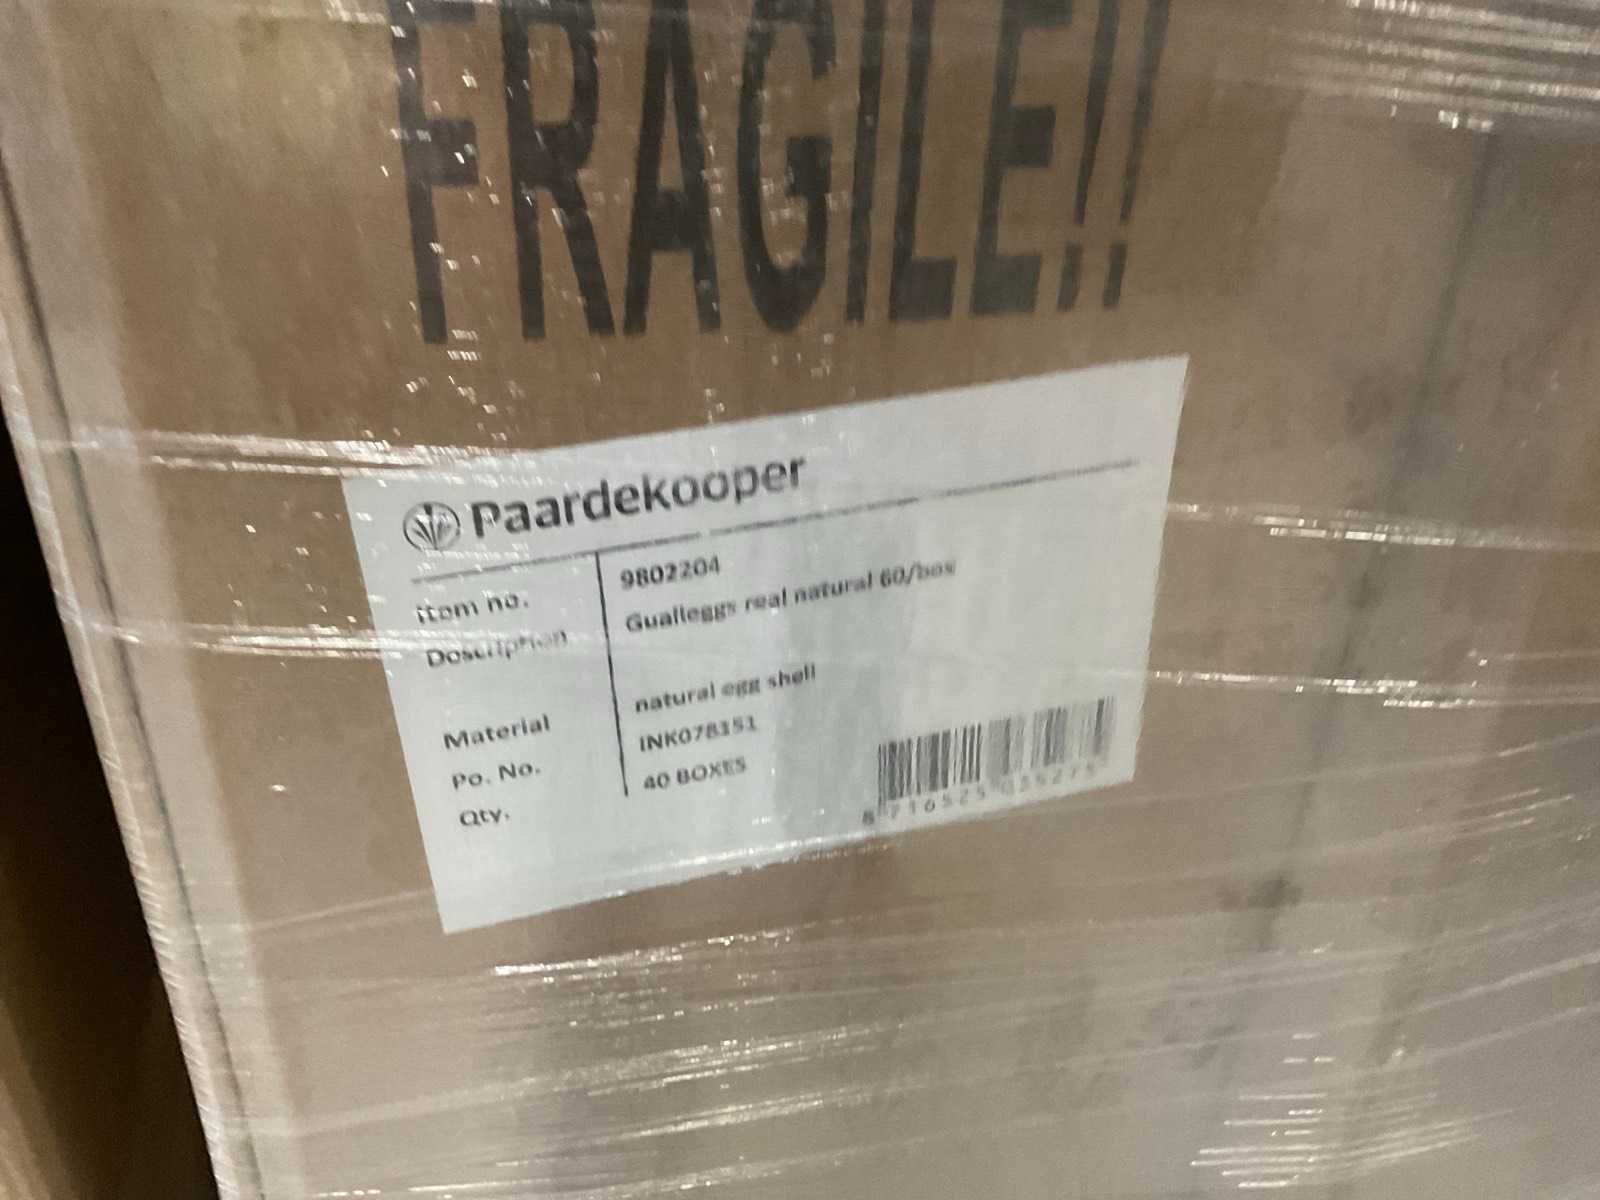 FRAGILE!!
Paardekooper
Item no. 9802204
Description Gualleggs real natural 60/box
Material natural egg shell
Po. No. INK078151
Qty. 40 BOXES